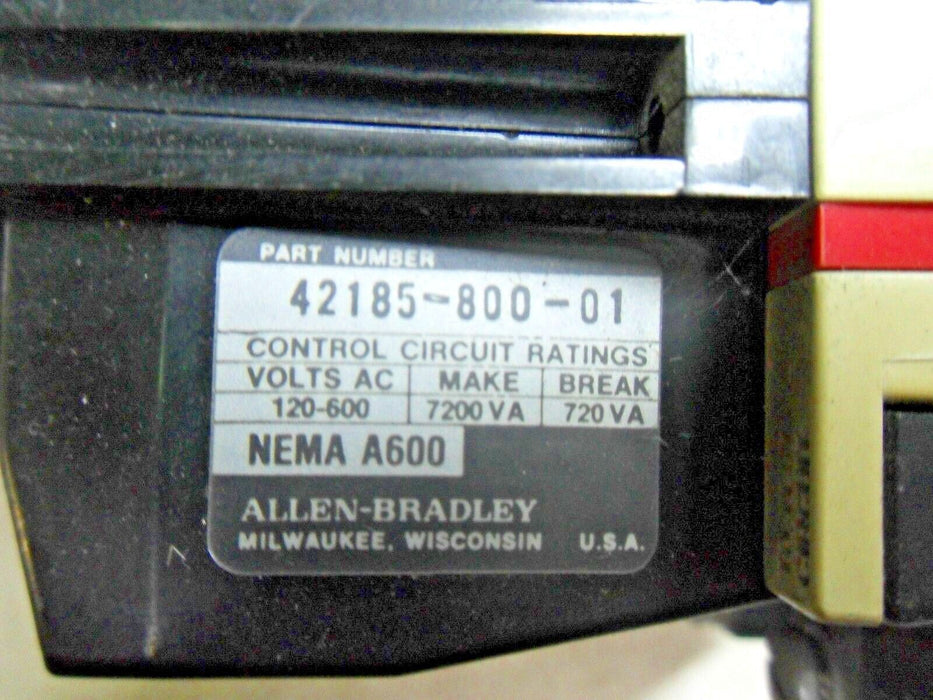 PART NUMBER
42185-800-01
CONTROL CIRCUIT RATINGS
VOLTS AC MAKE BREAK
120-600 7200 VA 720 VA
NEMA A600
ALLEN-BRADLEY
MILWAUKEE, WISCONSIN U.S.A.